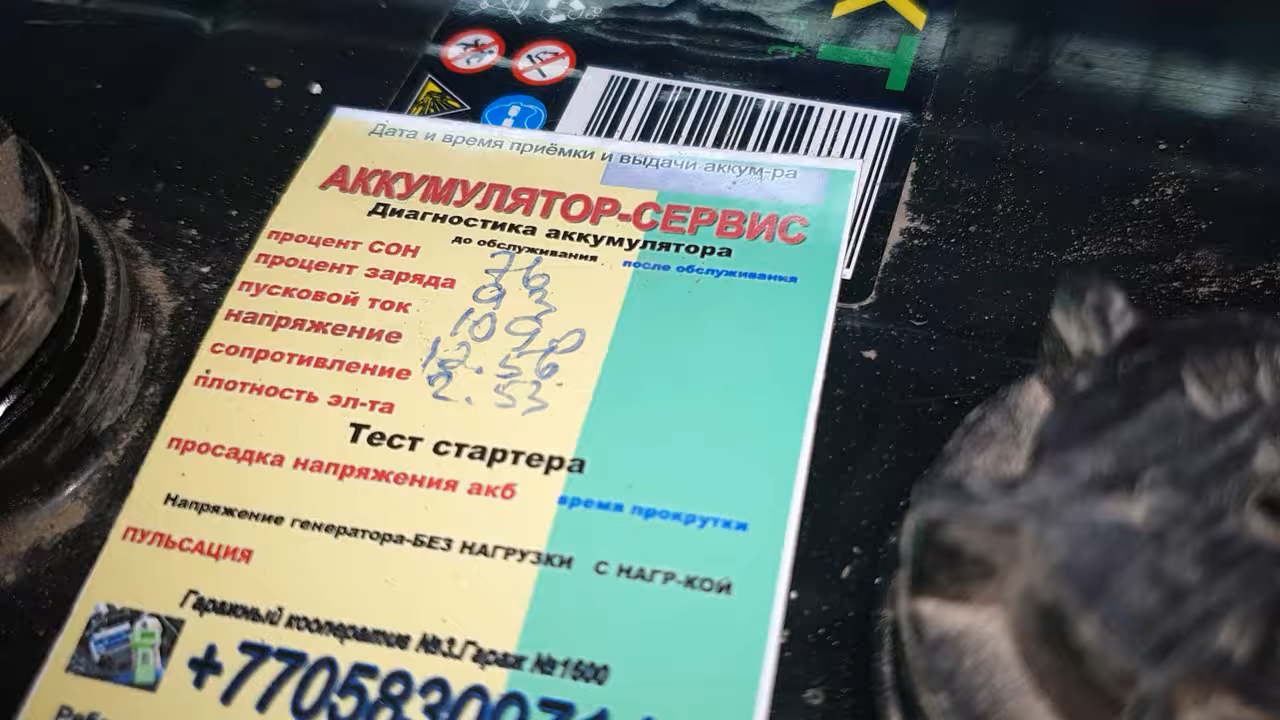 Дата и время приёмки и выдачи аккум-ра
АККУМУЛЯТОР-СЕРВИС
Диагностика аккумулятора
до обслуживания после обслуживания
процент СОН 76
процент заряда 93
пусковой ток 1090
напряжение 12.56
сопротивление 2.53
плотность эл-та
Тест стартера
просадка напряжения акб время прокрутки
Напряжение генератора-БЕЗ НАГРУЗКИ С НАГР-КОЙ
ПУЛЬСАЦИЯ
Гаражный кооператив №3.Гараж №1600